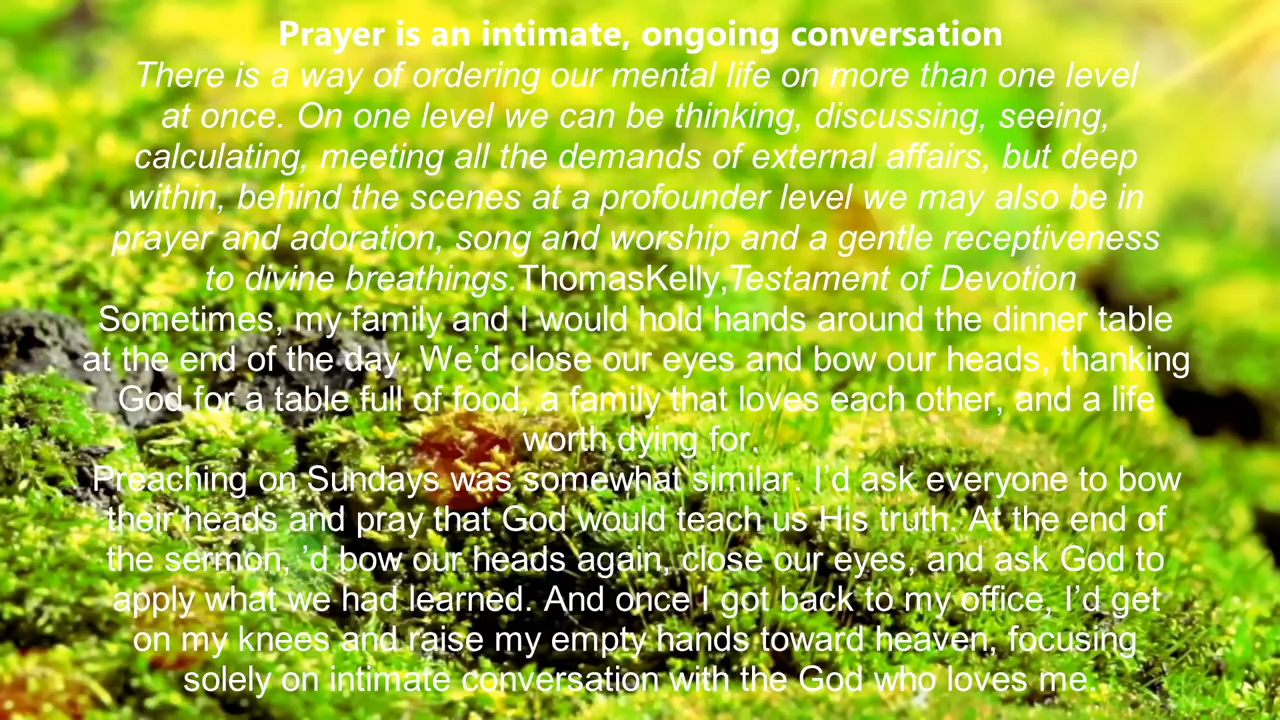 Prayer is an intimate, ongoing conversation
There is a way of ordering our mental life on more than one level
at once. On one level we can be thinking, discussing, seeing,
calculating, meeting all the demands of external affairs, but deep
within, behind the scenes at a profounder level we may also be in
prayer and adoration, song and worship and a gentle receptiveness
to divine breathings.ThomasKelly,Testament of Devotion
Sometimes, my family and I would hold hands around the dinner table
at the end of the day. We’d close our eyes and bow our heads, thanking
God for a table full of food, a family that loves each other, and a life
worth dying for.
Preaching on Sundays was somewhat similar. I’d ask everyone to bow
their heads and pray that God would teach us His truth. At the end of
the sermon, ’d bow our heads again, close our eyes, and ask God to
apply what we had learned. And once I got back to my office, I’d get
on my knees and raise my empty hands toward heaven, focusing
solely on intimate conversation with the God who loves me.